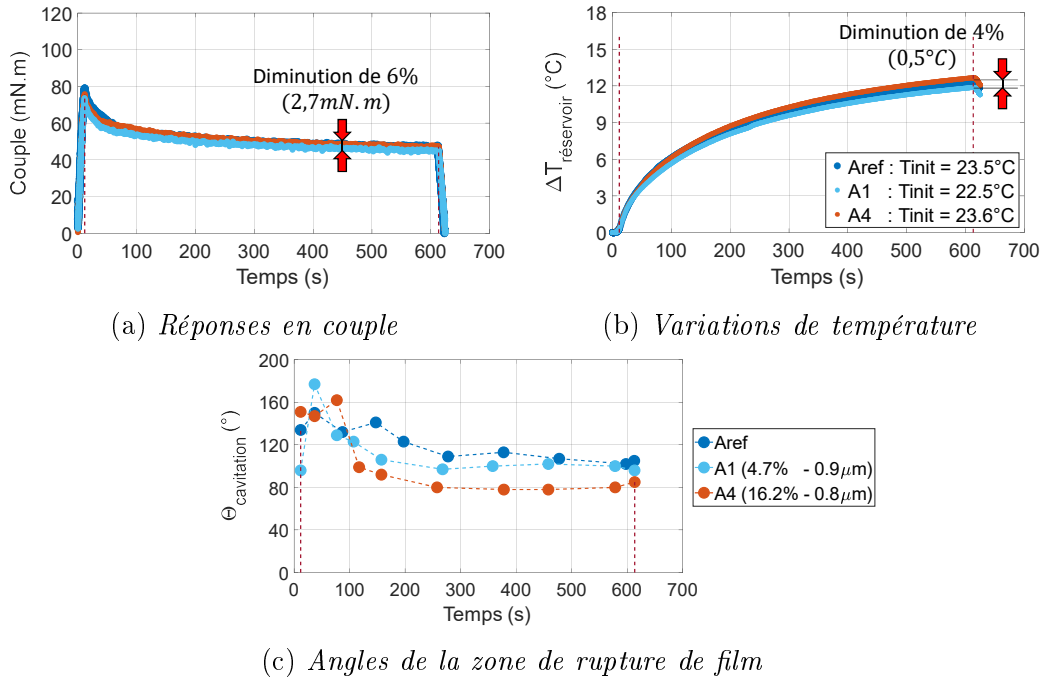 Couple (mN.m)
120
100
80
60
40
20
0
Diminution de 6%
(2,7mN.m)
0 100 200 300 400 500 600 700
Temps (s)
(a) Réponses en couple
ΔTréservoir (°C)
18
15
12
9
6
3
0
Diminution de 4%
(0,5°C)
Aref : Tinit = 23.5°C
A1 : Tinit = 22.5°C
A4 : Tinit = 23.6°C
0 100 200 300 400 500 600 700
Temps (s)
(b) Variations de température
Θcavitation (°)
200
160
120
80
40
0
0 100 200 300 400 500 600 700
Temps (s)
Aref
A1 (4.7% - 0.9μm)
A4 (16.2% - 0.8μm)
(c) Angles de la zone de rupture de film